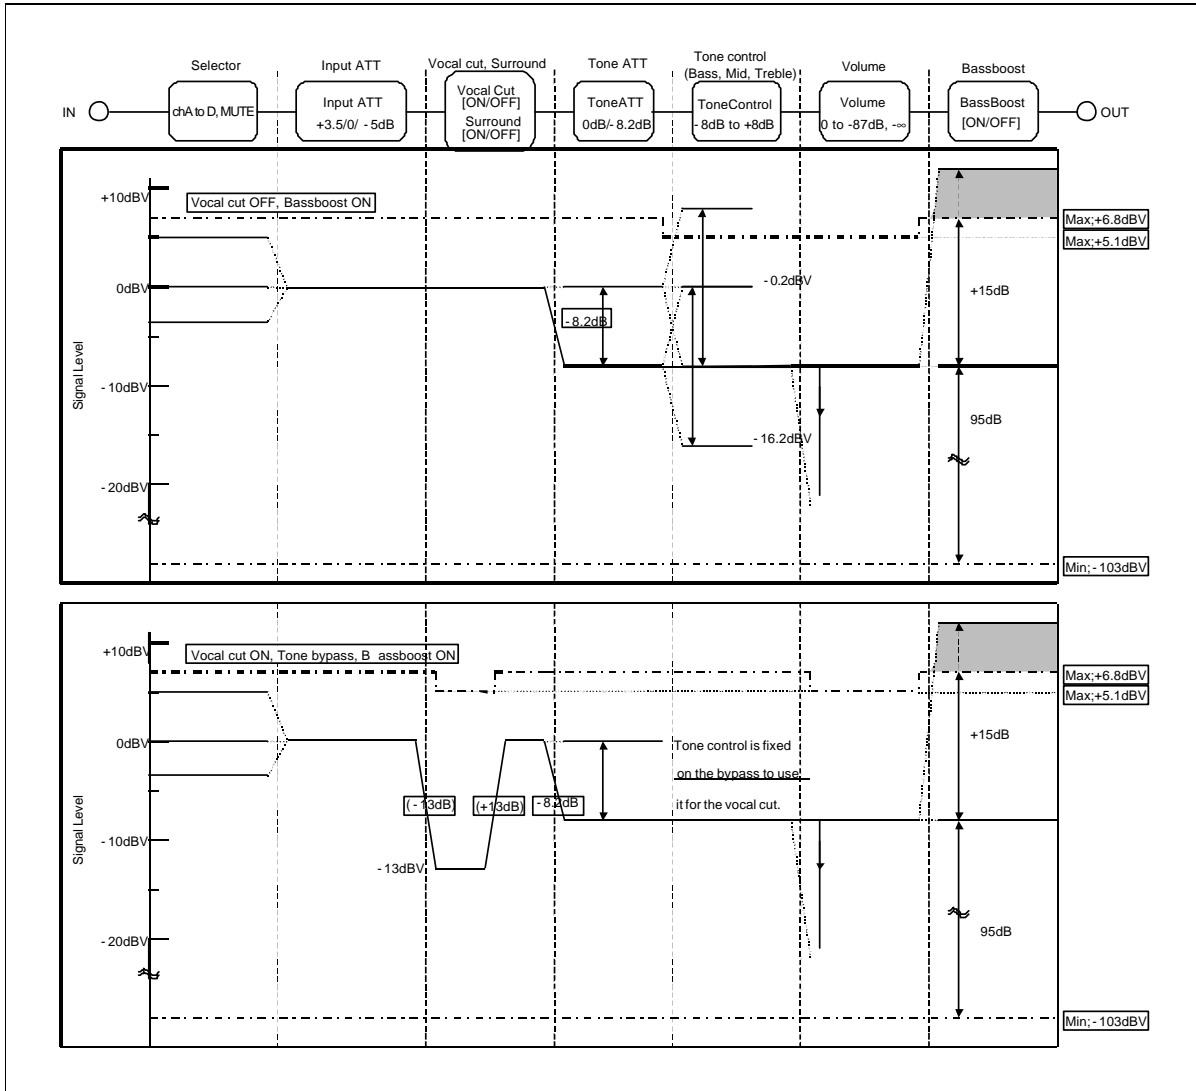 Selector
Input ATT
Vocal cut, Surround
Tone ATT
Tone control
(Bass, Mid, Treble)
Volume
Bassboost
IN
chA to D, MUTE
Input ATT
+3.5/0/ - 5dB
Vocal Cut
[ON/OFF]
Surround
[ON/OFF]
ToneATT
0dB/- 8.2dB
ToneControl
- 8dB to +8dB
Volume
0 to -87dB, -∞
BassBoost
[ON/OFF]
OUT
Signal Level
+10dBV
0dBV
- 10dBV
- 20dBV
Vocal cut OFF, Bassboost ON
- 8.2dB
- 0.2dBV
- 16.2dBV
+15dB
95dB
Max;+6.8dBV
Max;+5.1dBV
Min; - 103dBV
Signal Level
+10dBV
0dBV
- 10dBV
- 20dBV
Vocal cut ON, Tone bypass, B assboost ON
(- 13dB)
(+13dB)
- 8.2dB
- 13dBV
Tone control is fixed
on the bypass to use
it for the vocal cut.
+15dB
95dB
Max;+6.8dBV
Max;+5.1dBV
Min; - 103dBV